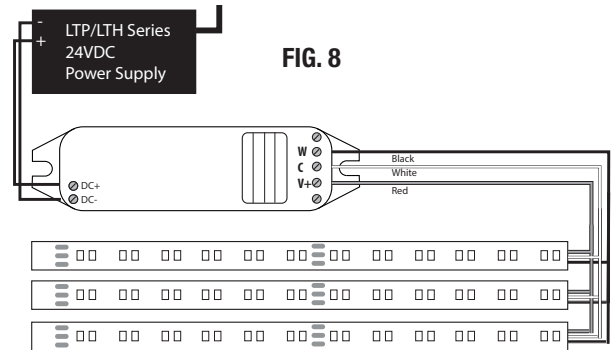 -
+
LTP/LTH Series
24VDC
Power Supply
FIG. 8
W
C
V+
DC+
DC-
Black
White
Red